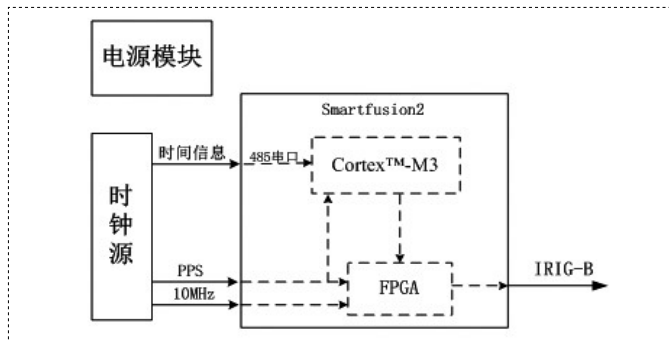 电源模块
Smartfusion2
时间信息
485串口
Cortex™-M3
时钟源
PPS
10MHz
FPGA
IRIG-B